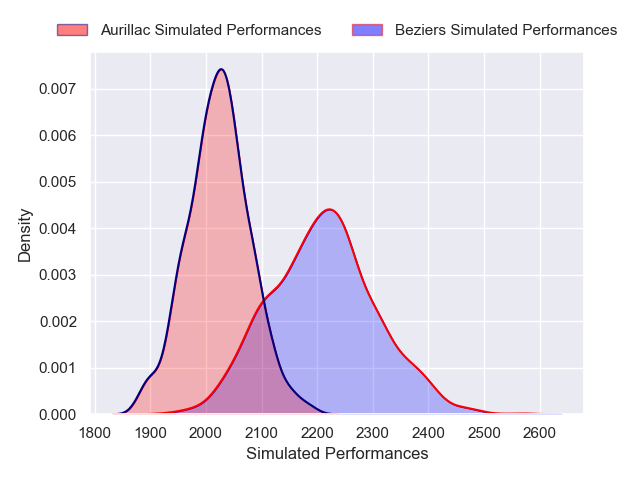 Aurillac Simulated Performances Beziers Simulated Performances
0.007
0.006
0.005
0.004
0.003
0.002
0.001
0.000
Density
1800 1900 2000 2100 2200 2300 2400 2500 2600
Simulated Performances